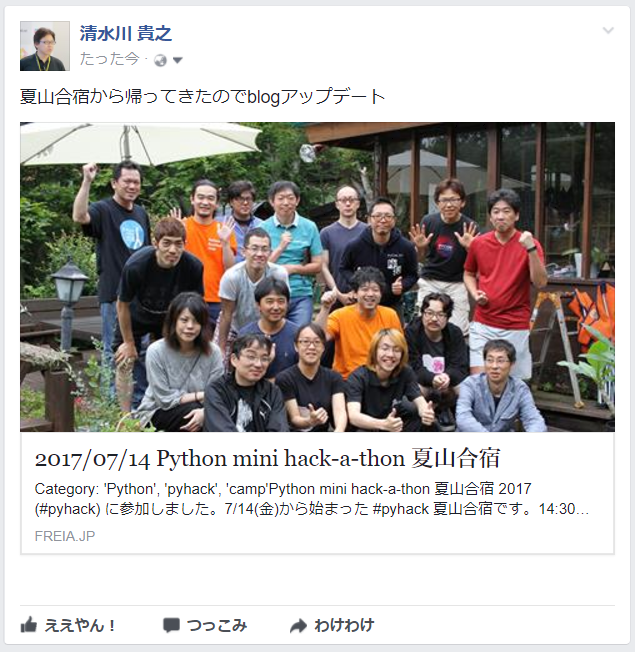 清水川 貴之
たった今 ·
夏山合宿から帰ってきたのでblogアップデート
2017/07/14 Python mini hack-a-thon 夏山合宿
Category: 'Python', 'pyhack', 'camp'Python mini hack-a-thon 夏山合宿 2017
(#pyhack) に参加しました。7/14(金)から始まった #pyhack 夏山合宿です。14:30…
FREIA.JP
ええやん！ つっこみ わけわけ